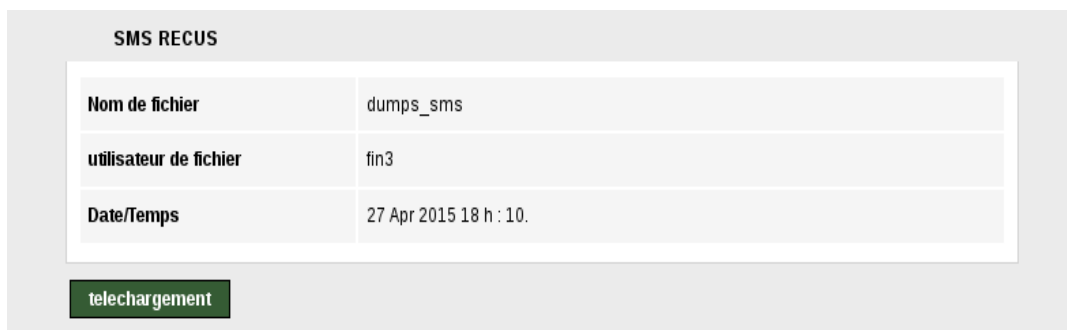 SMS RECUS
Nom de fichier dumps_sms
utilisateur de fichier fin3
Date/Temps 27 Apr 2015 18 h : 10.
telechargement